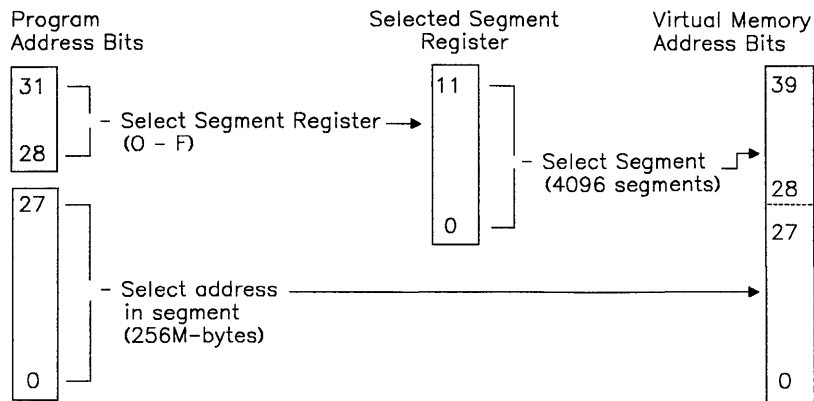 Program
Address Bits
Selected Segment
Register
Virtual Memory
Address Bits
31
28
- Select Segment Register
(0 - F)
11
0
- Select Segment
(4096 segments)
39
28
27
0
27
0
- Select address
in segment
(256M-bytes)